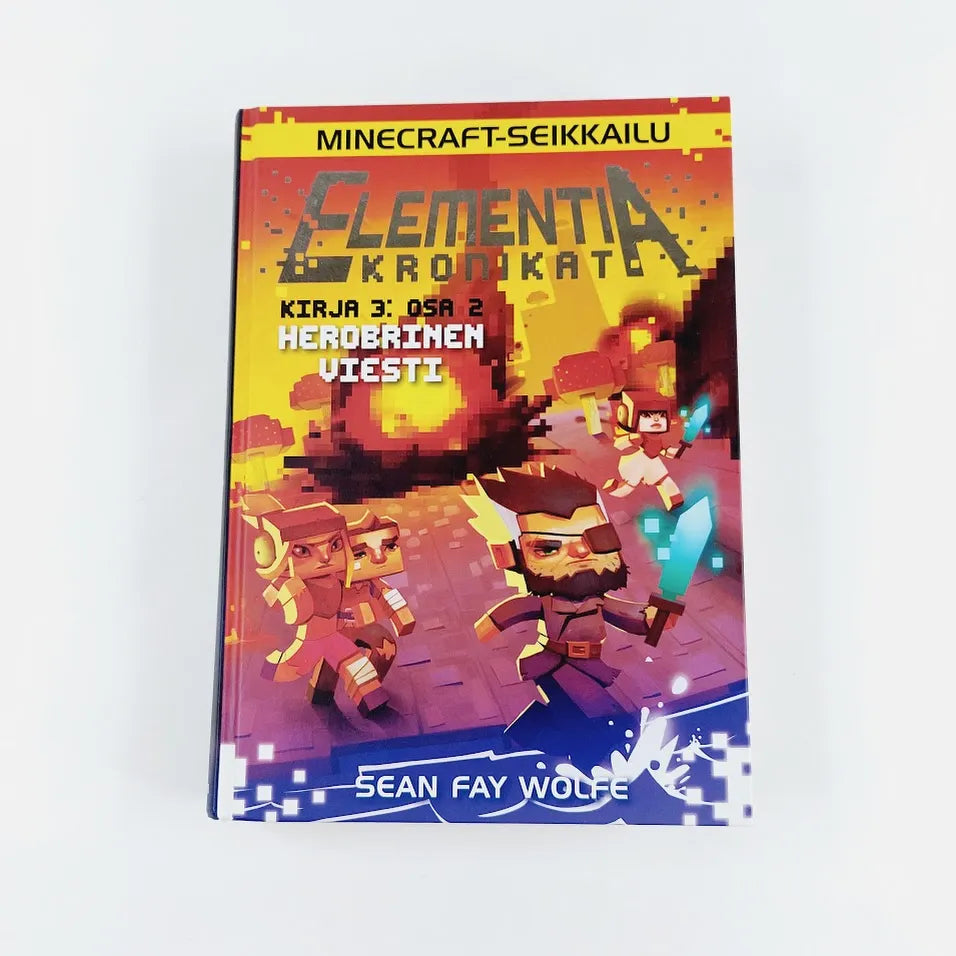 MINECRAFT-SEIKKAILU
ELEMENTIA
KRONIKAT
KIRJA 3: OSA 2
HEROBRINEN
VIESTI
SEAN FAY WOLFE